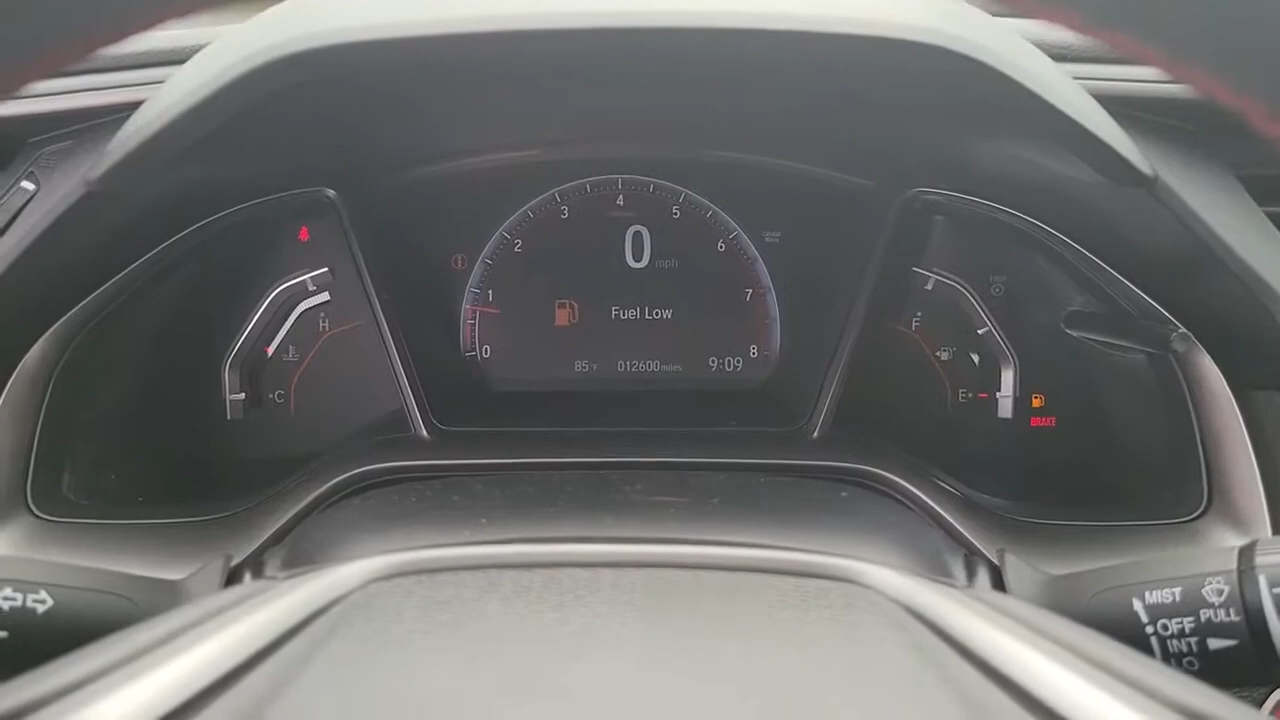 4
3 5
2 6
0 mph
1 7
Fuel Low
0 8
85°F 012600 miles 9:09
H
C
F
E
BRAKE
MIST
PULL
OFF
INT
LO